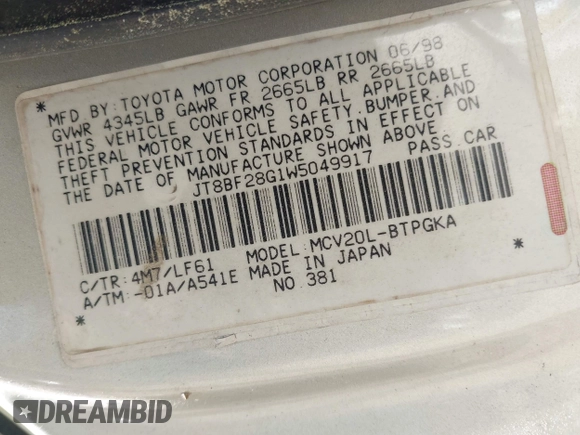 MFD.BY:TOYOTA MOTOR CORPORATION 06/98
GVWR 4345LB GAWR FR 2665LB RR 2665LB
THIS VEHICLE CONFORMS TO ALL APPLICABLE
FEDERAL MOTOR VEHICLE SAFETY,BUMPER,AND
THEFT PREVENTION STANDARDS IN EFFECT ON
THE DATE OF MANUFACTURE SHOWN ABOVE.
JT8BF28G1W5049917 PASS.CAR
C/TR:4M7/LF61 MODEL:MCV20L-BTPGKA
A/TM:-01A/A541E MADE IN JAPAN
NO.381
DREAMBID